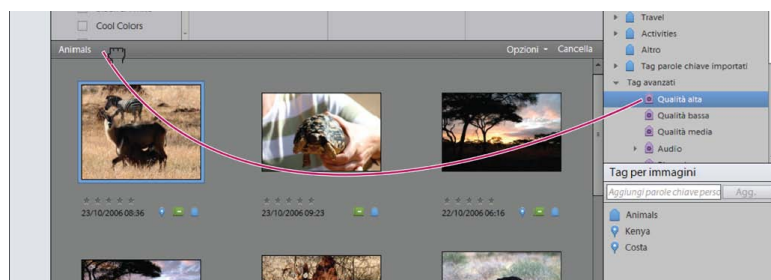 Cool Colors
Animals
Opzioni
Cancella
23/10/2006 08:36
23/10/2006 09:23
22/10/2006 06:16
Travel
Activities
Altro
Tag parole chiave importati
Tag avanzati
Qualità alta
Qualità bassa
Qualità media
Audio
Tag per immagini
Aggiungi parole chiave perso
Agg.
Animals
Kenya
Costa